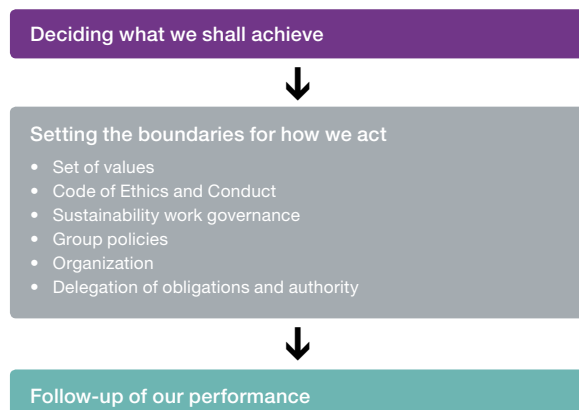 Deciding what we shall achieve
Setting the boundaries for how we act
• Set of values
• Code of Ethics and Conduct
• Sustainability work governance
• Group policies
• Organization
• Delegation of obligations and authority
Follow-up of our performance